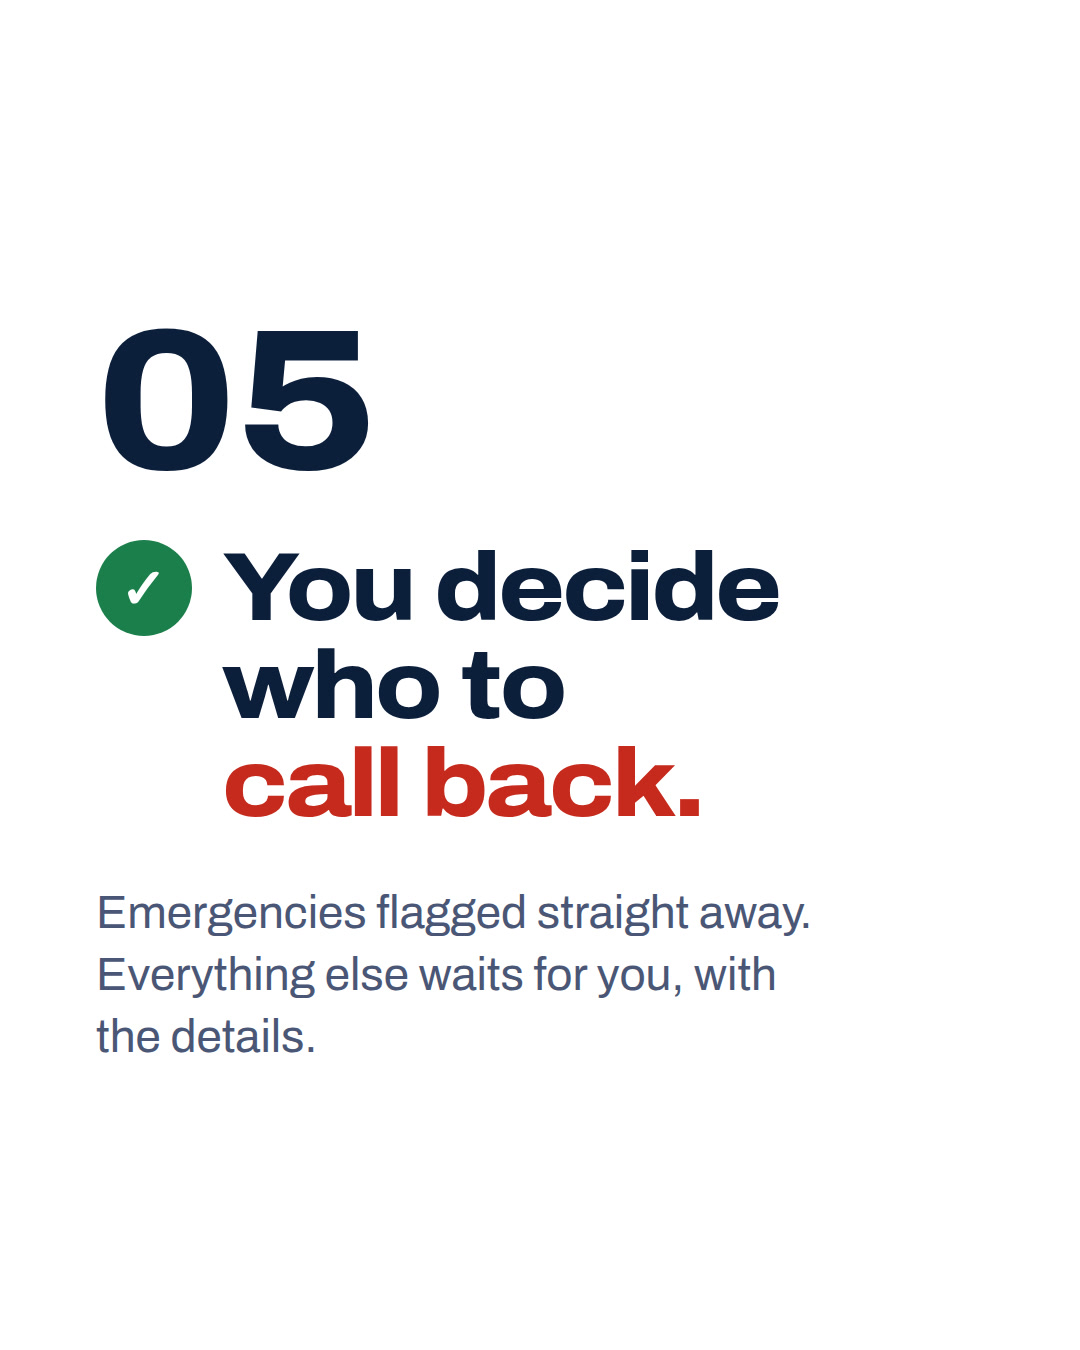 05
✓ You decide
who to
call back.
Emergencies flagged straight away.
Everything else waits for you, with
the details.